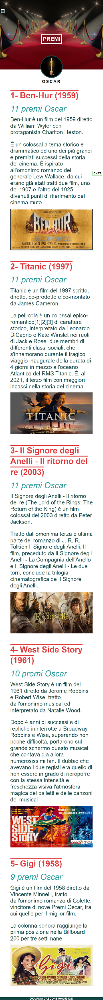 PREMI
OSCAR
1- Ben-Hur (1959)
11 premi Oscar
Ben-Hur è un film del 1959 diretto
da William Wyler con
protagonista Charlton Heston.
È un colossal a tema storico e
drammatico ed uno dei più grandi
e premiati successi della storia
del cinema. È ispirato
all'omonimo romanzo del
generale Lew Wallace, da cui
erano già stati tratti due film, uno
del 1907 e l'altro del 1925,
divenuti punti di riferimento del
cinema muto.
CHAT
BEN-HUR
WILLIAM WYLER
CHARLTON HESTON JACK HAWKINS
HAYA HARAREET STEPHEN BOYD
2- Titanic (1997)
11 premi Oscar
Titanic è un film del 1997 scritto,
diretto, co-prodotto e co-montato
da James Cameron.
La pellicola è un colossal epico-
romantico[1][2][3] di carattere
storico, interpretato da Leonardo
DiCaprio e Kate Winslet nei ruoli
di Jack e Rose; due membri di
differenti classi sociali, che
s'innamorano durante il tragico
viaggio inaugurale della durata di
4 giorni in mezzo all'oceano
Atlantico del RMS Titanic. È, al
2021, il terzo film con maggiori
incassi nella storia del cinema.
TITANIC
3- Il Signore degli
Anelli - Il ritorno del
re (2003)
11 premi Oscar
Il Signore degli Anelli - Il ritorno
del re (The Lord of the Rings: The
Return of the King) è un film
colossal del 2003 diretto da Peter
Jackson.
Tratto dall'omonima terza e ultima
parte del romanzo di J. R. R.
Tolkien Il Signore degli Anelli. Il
film, preceduto da Il Signore degli
Anelli - La Compagnia dell'Anello
e Il Signore degli Anelli - Le due
torri, conclude la trilogia
cinematografica de Il Signore
degli Anelli.
IL SIGNORE DEGLI ANELLI
RITORNO DEL RE
4- West Side Story
(1961)
10 premi Oscar
West Side Story è un film del
1961 diretto da Jerome Robbins
e Robert Wise, tratto
dall'omonimo musical ed
interpretato da Natalie Wood.
Dopo 4 anni di successi e di
repliche ininterrotte a Broadway,
Robbins e Wise, superando non
poche difficoltà, portarono sul
grande schermo questo musical
che contava già allora
numerosissimi fan. Il dubbio che
avevano i due registi era quello di
non essere in grado di riproporre
con la stessa intensità e
freschezza visiva l'atmosfera
magica dei balletti e delle canzoni
del musical
"THE MOST EXCITING
FILM MUSICAL
EVER MADE"
WINNER OF
10 ACADEMY AWARDS!
WEST
SIDE
STORY
5- Gigi (1958)
9 premi Oscar
Gigi è un film del 1958 diretto da
Vincente Minnelli, tratto
dall'omonimo romanzo di Colette,
vincitore di nove Premi Oscar, fra
cui quello per il miglior film.
La colonna sonora raggiunge la
prima posizione nella Billboard
200 per tre settimane.
Gigi
CARON - MAURICE CHEVALIER - LOUIS JOURDAN
VINCENTE MINNELLI
GIOVANNI CASCONE 0466001257